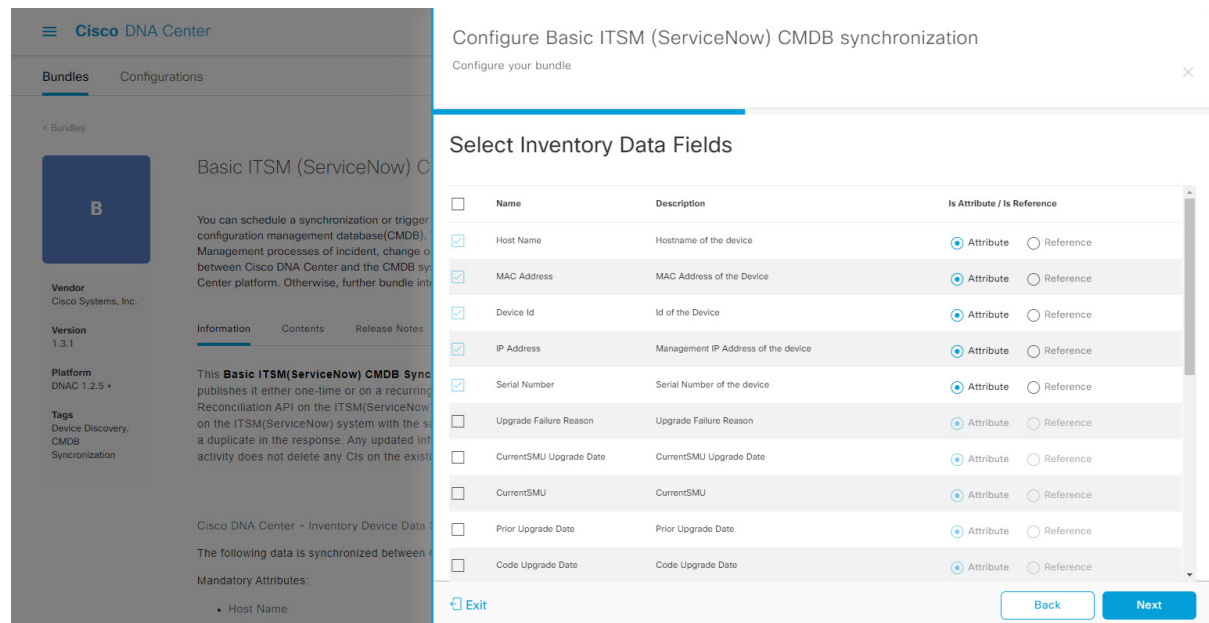 Cisco DNA Center
Bundles Configurations
< Bundles
B
Vendor
Cisco Systems, Inc.
Version
1.3.1
Platform
DNAC 1.2.5 +
Tags
Device Discovery,
CMDB
Syncronization
Basic ITSM (ServiceNow) C
You can schedule a synchronization or trigger
configuration management database(CMDB).
Management processes of incident, change o
between Cisco DNA Center and the CMDB sy
Center platform. Otherwise, further bundle int
Information Contents Release Notes
This Basic ITSM(ServiceNow) CMDB Sync
publishes it either one-time or on a recurring
Reconciliation API on the ITSM(ServiceNow
on the ITSM(ServiceNow) system with the sa
a duplicate in the response. Any updated inf
activity does not delete any CIs on the existi
Cisco DNA Center - Inventory Device Data
The following data is synchronized between
Mandatory Attributes:
• Host Name
Configure Basic ITSM (ServiceNow) CMDB synchronization
Configure your bundle
Select Inventory Data Fields
Name Description Is Attribute / Is Reference
Host Name Hostname of the device Attribute Reference
MAC Address MAC Address of the Device Attribute Reference
Device Id Id of the Device Attribute Reference
IP Address Management IP Address of the device Attribute Reference
Serial Number Serial Number of the device Attribute Reference
Upgrade Failure Reason Upgrade Failure Reason Attribute Reference
CurrentSMU Upgrade Date CurrentSMU Upgrade Date Attribute Reference
CurrentSMU CurrentSMU Attribute Reference
Prior Upgrade Date Prior Upgrade Date Attribute Reference
Code Upgrade Date Code Upgrade Date Attribute Reference
Exit Back Next